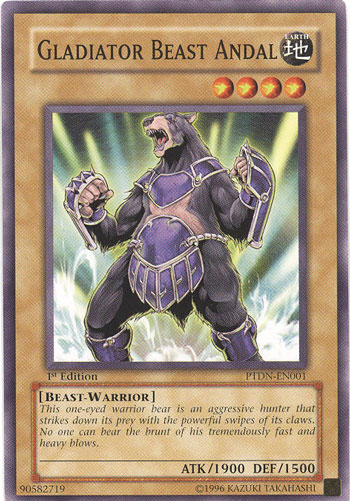 GLADIATOR BEAST ANDAL
EARTH
地
1st Edition
PTDN-EN001
[BEAST-WARRIOR]
This one-eyed warrior bear is an aggressive hunter that
strikes down its prey with the powerful swipes of its claws.
No one can bear the brunt of his tremendously fast and
heavy blows.
ATK/1900 DEF/1500
90582719
©1996 KAZUKI TAKAHASHI